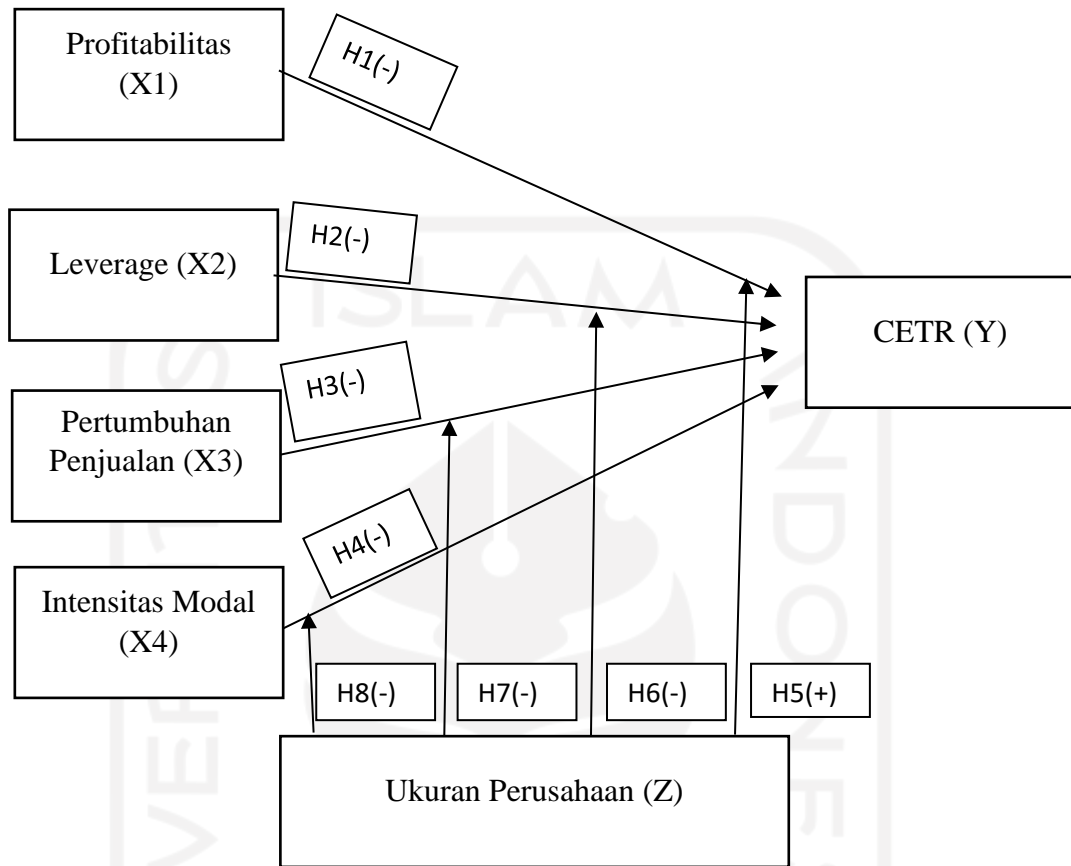 Profitabilitas
(X1)
H1(-)
Leverage (X2)
H2(-)
CETR (Y)
Pertumbuhan
Penjualan (X3)
H3(-)
Intensitas Modal
(X4)
H4(-)
H8(-)
H7(-)
H6(-)
H5(+)
Ukuran Perusahaan (Z)
ISLAM